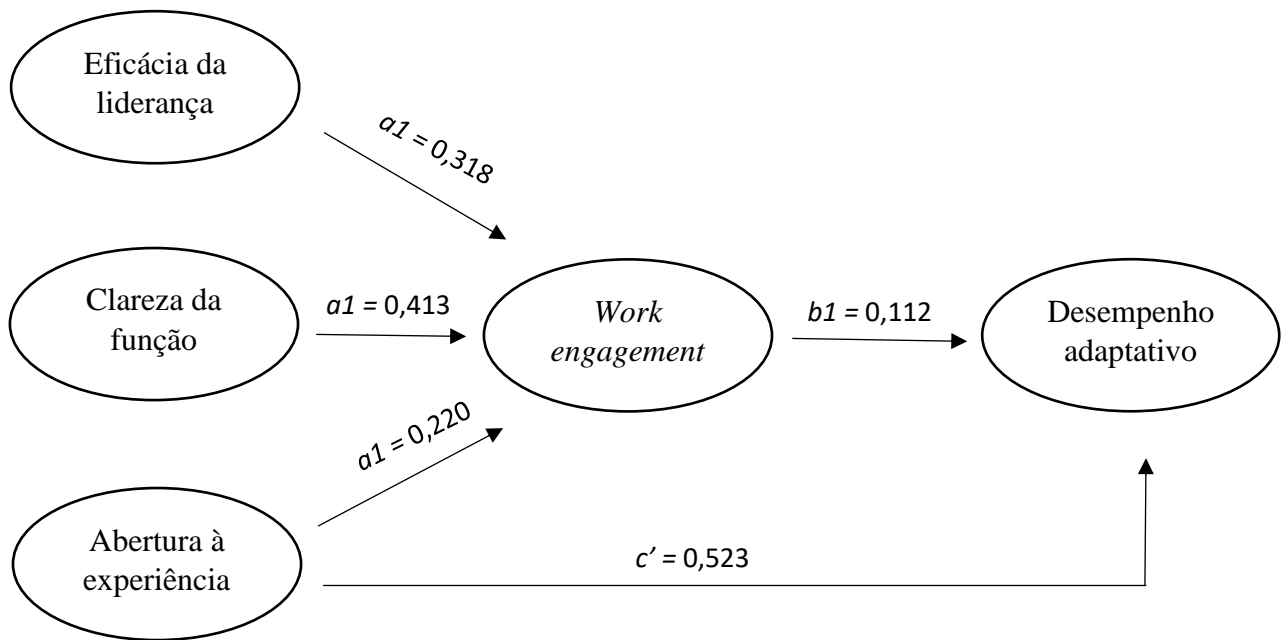 Eficácia da
liderança
a1 = 0,318
Clareza da
função
a1 = 0,413
Work
engagement
b1 = 0,112
Desempenho
adaptativo
a1 = 0,220
Abertura à
experiência
c’ = 0,523